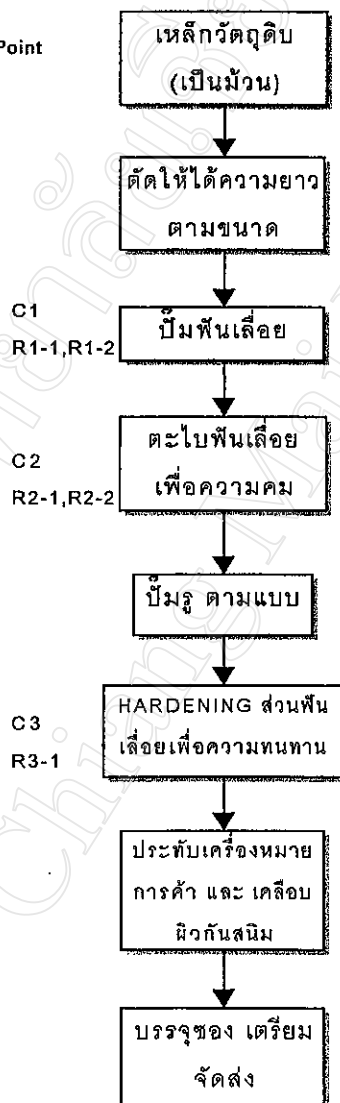 Point
เหล็กวัตถุดิบ
(เป็นม้วน)
ตัดให้ได้ความยาว
ตามขนาด
C1
R1-1,R1-2
ปั๊มฟันเลื่อย
C2
R2-1,R2-2
ตะไบฟันเลื่อย
เพื่อความคม
ปั๊มรู ตามแบบ
C3
R3-1
HARDENING ส่วนฟัน
เลื่อยเพื่อความทนทาน
ประทับเครื่องหมาย
การค้า และ เคลือบ
ผิวกันสนิม
บรรจุซอง เตรียม
จัดส่ง